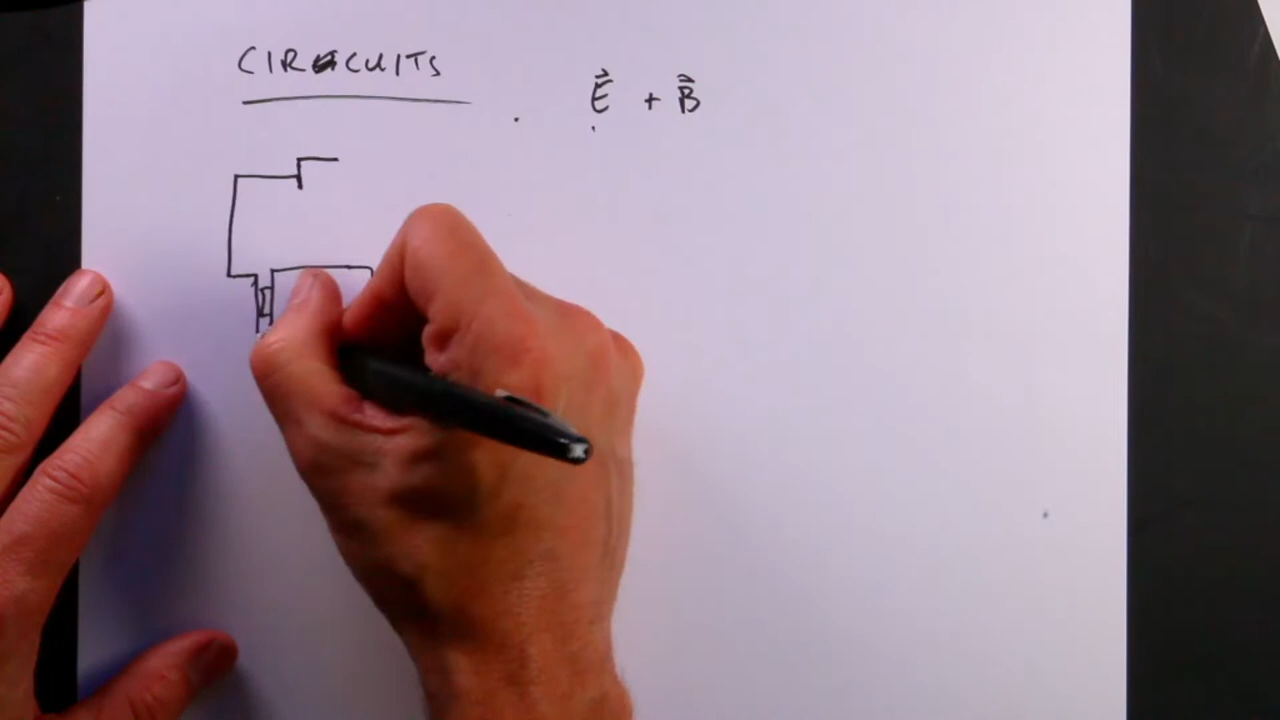 CIRCUITS
E⃗ + B⃗